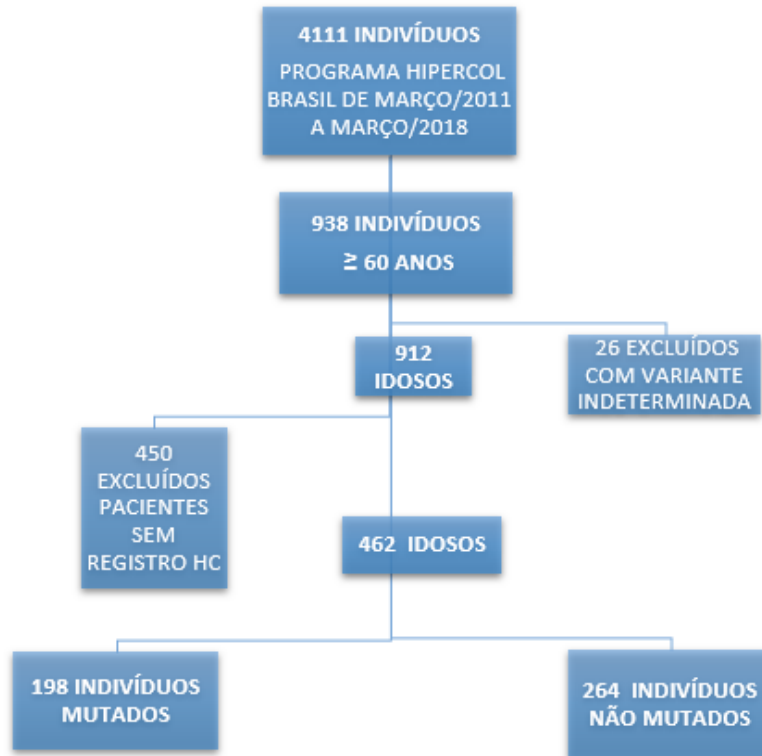 4111 INDIVÍDUOS
PROGRAMA HIPERCOL
BRASIL DE MARÇO/2011
A MARÇO/2018
938 INDIVÍDUOS
≥ 60 ANOS
912
IDOSOS
26 EXCLUÍDOS
COM VARIANTE
INDETERMINADA
450
EXCLUÍDOS
PACIENTES
SEM
REGISTRO HC
462 IDOSOS
198 INDIVÍDUOS
MUTADOS
264 INDIVÍDUOS
NÃO MUTADOS